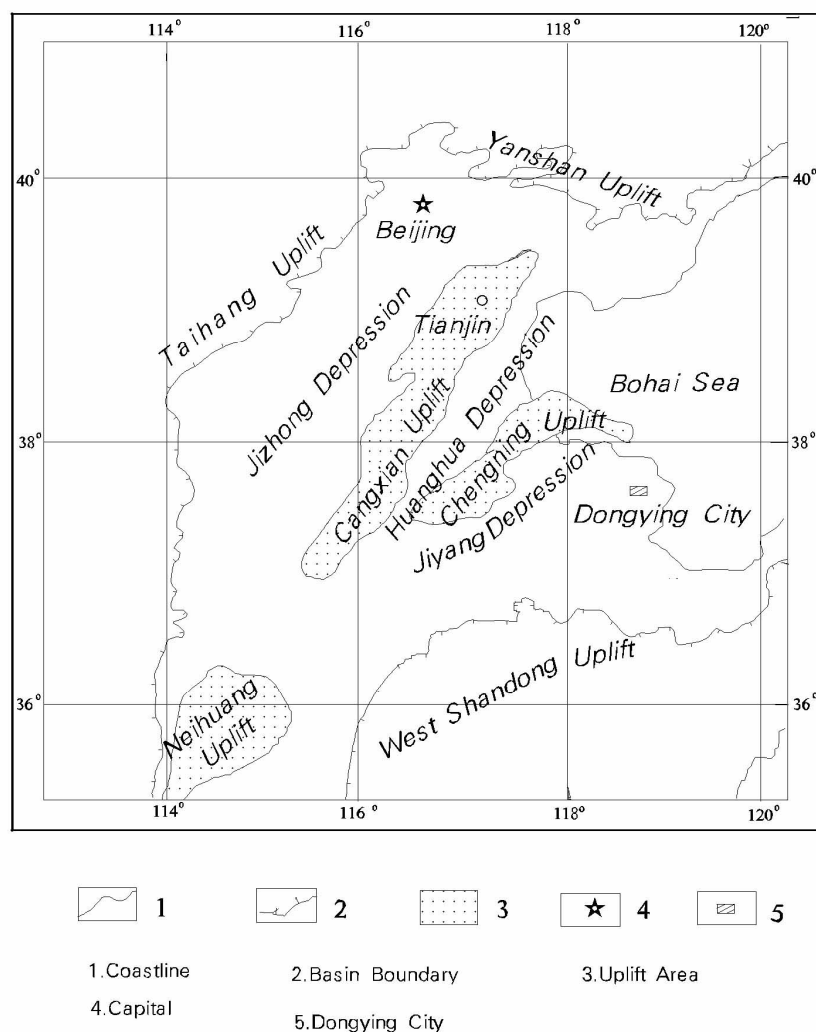 114° 116° 118° 120°
Yanshan Uplift
40° 40°
Beijing
Taihang Uplift
Tianjin
Jizhong Depression
Bohai Sea
Cangxian Uplift
Huanghua Depression
Chengning Uplift
38° 38°
Jiyang Depression
Dongying City
West Shandong Uplift
Neihuang
Uplift
36° 36°
114° 116° 118° 120°
1 2 3 4 5
1.Coastline 2.Basin Boundary 3.Uplift Area
4.Capital 5.Dongying City